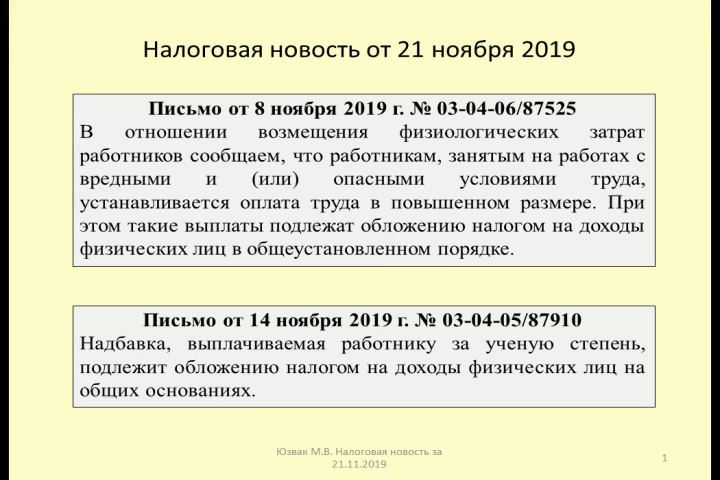 Налоговая новость от 21 ноября 2019
Письмо от 8 ноября 2019 г. № 03-04-06/87525
В отношении возмещения физиологических затрат
работников сообщаем, что работникам, занятым на работах с
вредными и (или) опасными условиями труда,
устанавливается оплата труда в повышенном размере. При
этом такие выплаты подлежат обложению налогом на доходы
физических лиц в общеустановленном порядке.
Письмо от 14 ноября 2019 г. № 03-04-05/87910
Надбавка, выплачиваемая работнику за ученую степень,
подлежит обложению налогом на доходы физических лиц на
общих основаниях.
Юзвак М.В. Налоговая новость за
21.11.2019
1